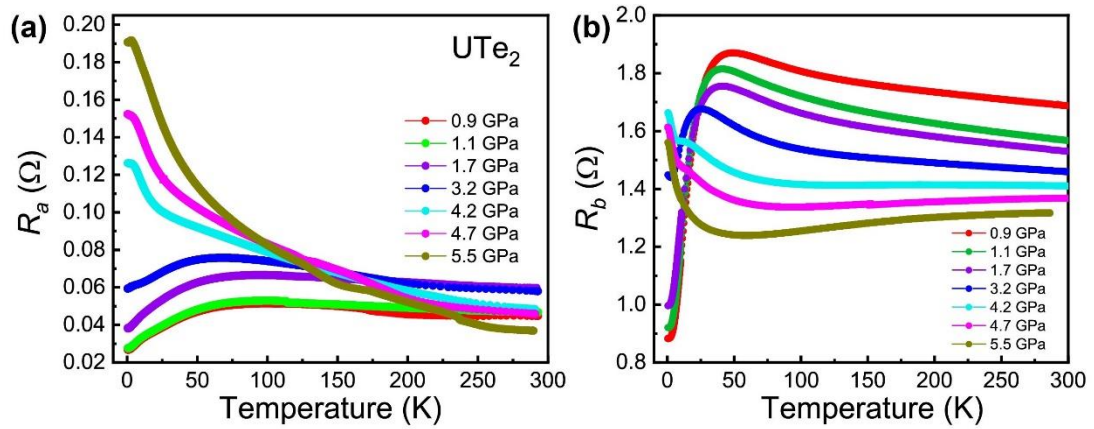 (a)
UTe₂
0.20
0.18
0.16
0.14
0.12
0.10
0.08
0.06
0.04
0.02
Rₐ (Ω)
0.9 GPa
1.1 GPa
1.7 GPa
3.2 GPa
4.2 GPa
4.7 GPa
5.5 GPa
0 50 100 150 200 250 300
Temperature (K)
(b)
2.0
1.8
1.6
1.4
1.2
1.0
0.8
R_b (Ω)
0.9 GPa
1.1 GPa
1.7 GPa
3.2 GPa
4.2 GPa
4.7 GPa
5.5 GPa
0 50 100 150 200 250 300
Temperature (K)